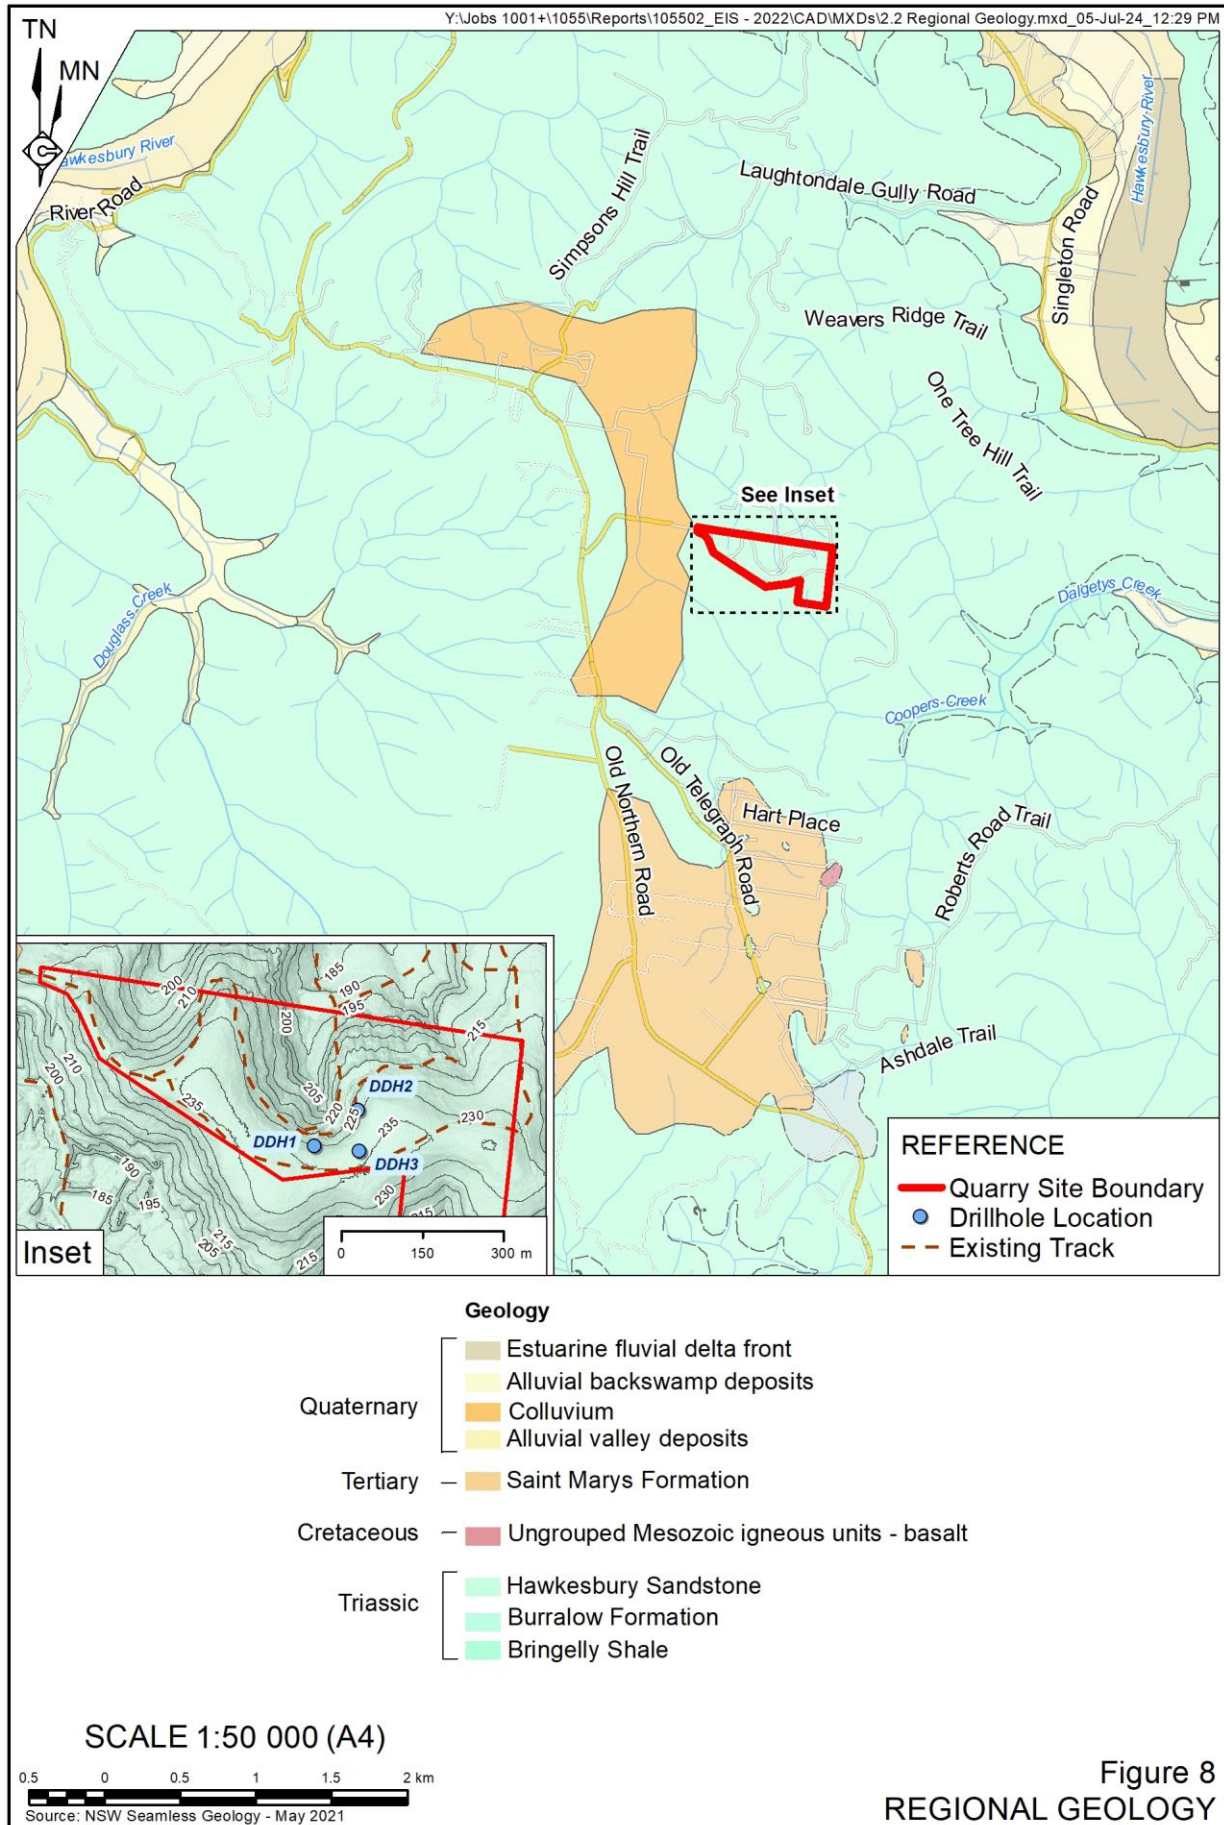 Y:\Jobs 1001+\1055\Reports\105502_EIS - 2022\CAD\MXDs\2.2 Regional Geology.mxd_05-Jul-24_12:29 PM
TN
MN
Hawkesbury River
River Road
Simpsons Hill Trail
Laughtondale Gully Road
Hawkesbury River
Singleton Road
Weavers Ridge Trail
One Tree Hill Trail
See Inset
Douglass Creek
Dalgetys Creek
Coopers Creek
Old Northern Road
Old Telegraph Road
Hart Place
Roberts Road Trail
Ashdale Trail
200
210
185
190
195
200
215
210
200
205
220
225
DDH2
235
235
230
DDH1
DDH3
190
185
195
230
215
215
205
215
Inset
0 150 300 m
REFERENCE
Quarry Site Boundary
Drillhole Location
Existing Track
Geology
Quaternary
Estuarine fluvial delta front
Alluvial backswamp deposits
Colluvium
Alluvial valley deposits
Tertiary
Saint Marys Formation
Cretaceous
Ungrouped Mesozoic igneous units - basalt
Triassic
Hawkesbury Sandstone
Burralow Formation
Bringelly Shale
SCALE 1:50 000 (A4)
0.5 0 0.5 1 1.5 2 km
Source: NSW Seamless Geology - May 2021
Figure 8
REGIONAL GEOLOGY